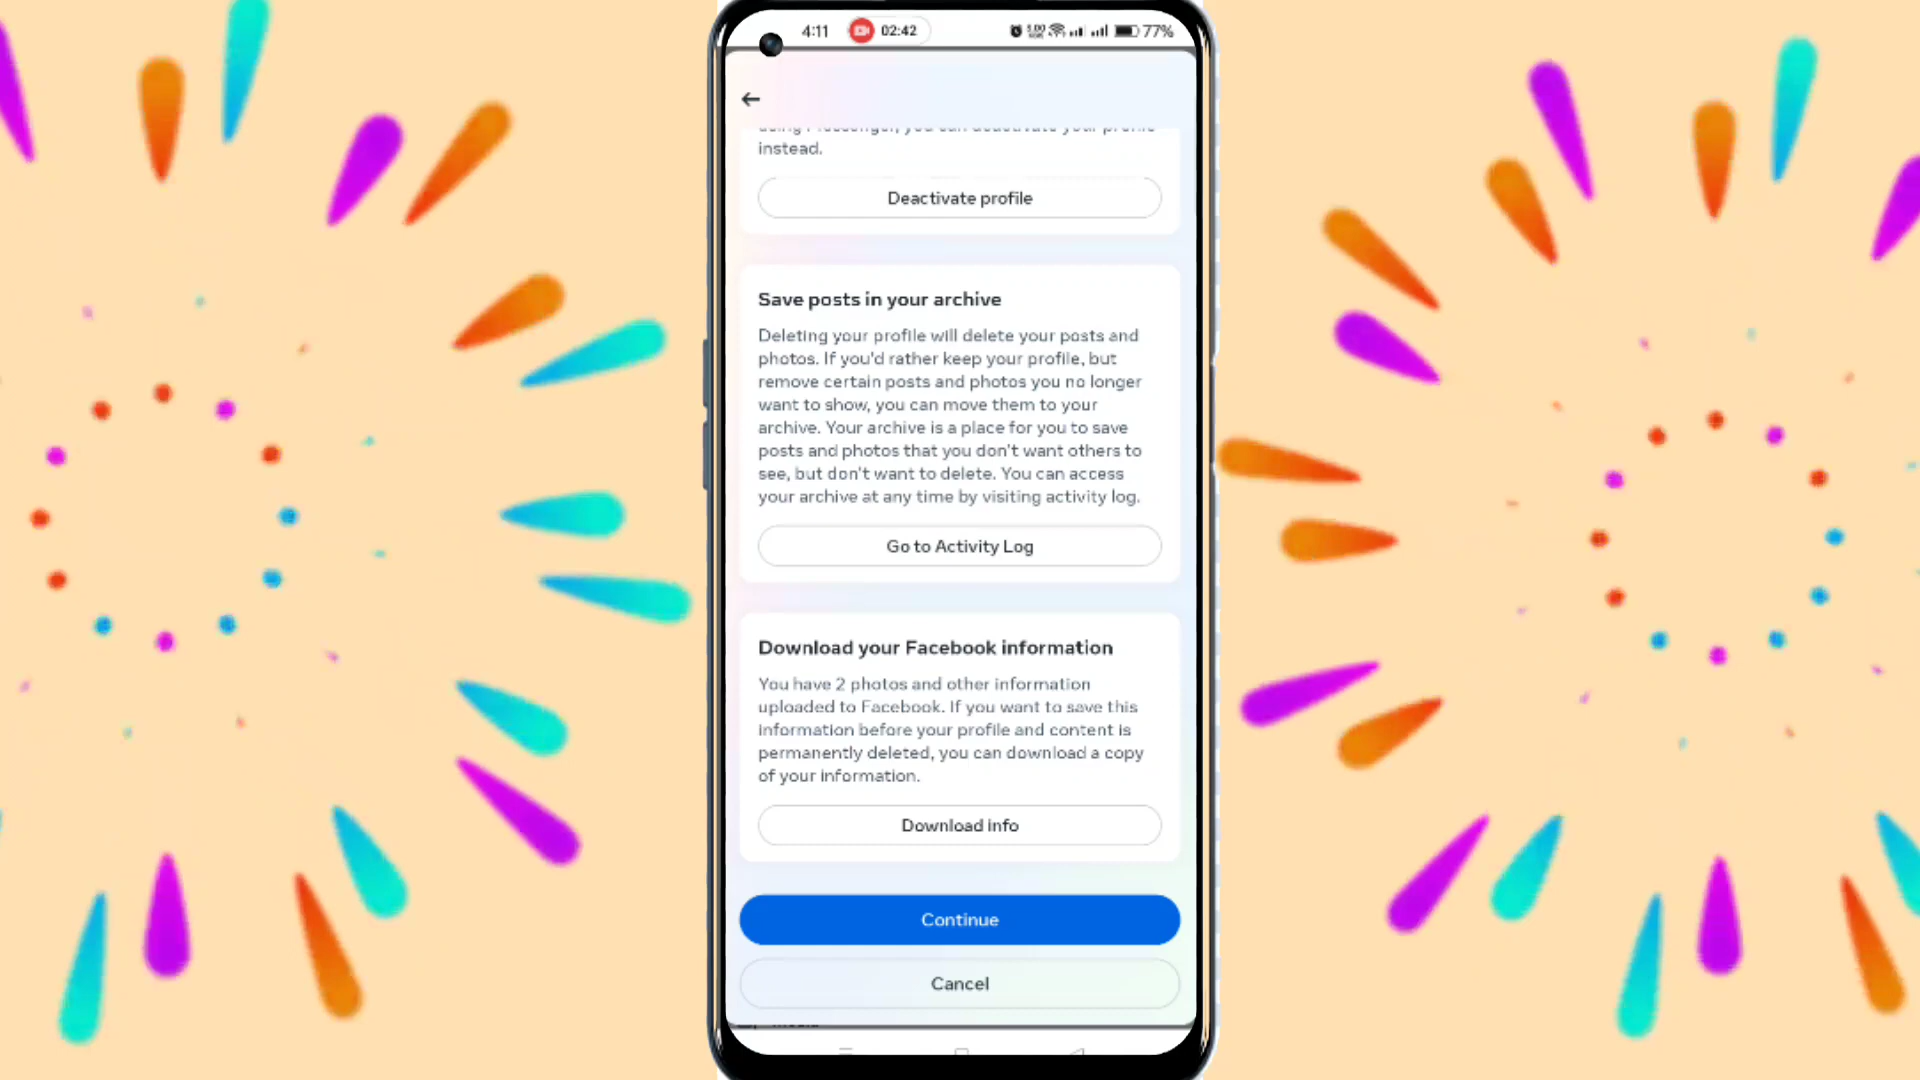 4:11 02:42 77%
instead.
Deactivate profile
Save posts in your archive
Deleting your profile will delete your posts and
photos. If you'd rather keep your profile, but
remove certain posts and photos you no longer
want to show, you can move them to your
archive. Your archive is a place for you to save
posts and photos that you don't want others to
see, but don't want to delete. You can access
your archive at any time by visiting activity log.
Go to Activity Log
Download your Facebook information
You have 2 photos and other information
uploaded to Facebook. If you want to save this
information before your profile and content is
permanently deleted, you can download a copy
of your information.
Download info
Continue
Cancel